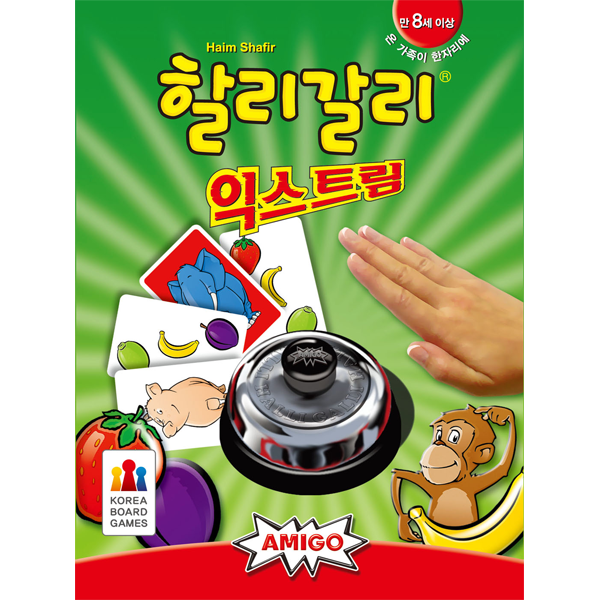 만 8세 이상
온 가족이 한자리에
Haim Shafir
할리갈리®
익스트림
KOREA
BOARD
GAMES
AMIGO